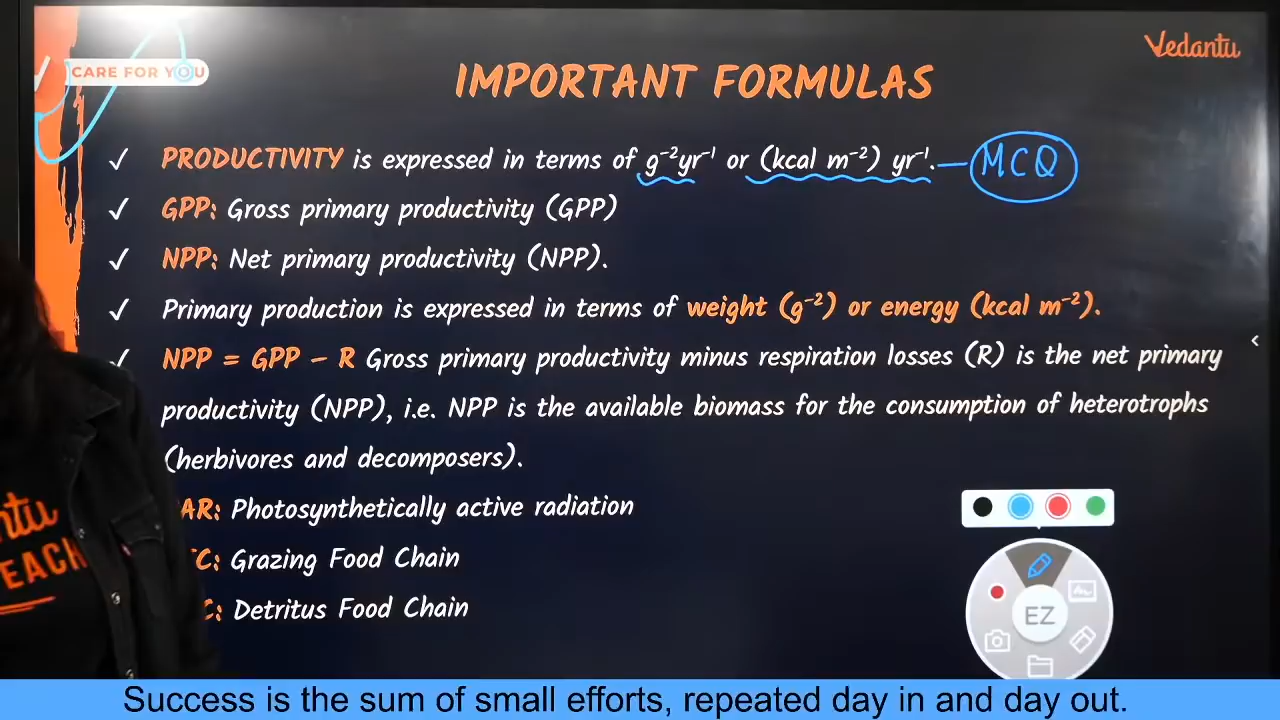 Vedantu
CARE FOR YOU
IMPORTANT FORMULAS
✓ PRODUCTIVITY is expressed in terms of g⁻²yr⁻¹ or (kcal m⁻²) yr⁻¹. — MCQ
✓ GPP: Gross primary productivity (GPP)
✓ NPP: Net primary productivity (NPP).
✓ Primary production is expressed in terms of weight (g⁻²) or energy (kcal m⁻²).
✓ NPP = GPP – R Gross primary productivity minus respiration losses (R) is the net primary
productivity (NPP), i.e. NPP is the available biomass for the consumption of heterotrophs
(herbivores and decomposers).
AR: Photosynthetically active radiation
C: Grazing Food Chain
C: Detritus Food Chain
ntu
EACH
EZ
Success is the sum of small efforts, repeated day in and day out.